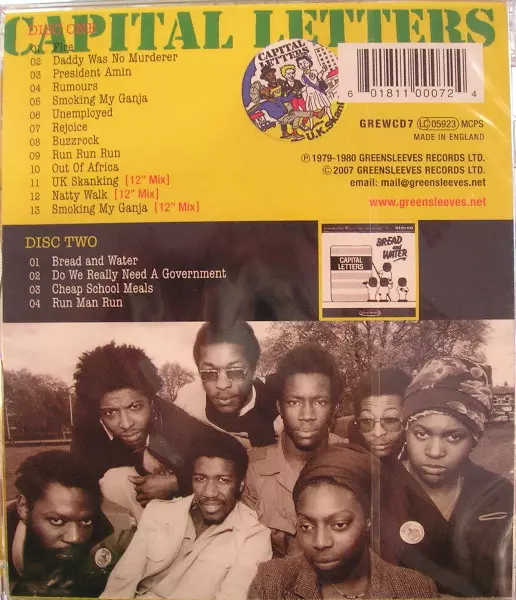 CAPITAL LETTERS
DISC ONE
01 Fire
02 Daddy Was No Murderer
03 President Amin
04 Rumours
05 Smoking My Ganja
06 Unemployed
07 Rejoice
08 Buzzrock
09 Run Run Run
10 Out Of Africa
11 UK Skanking [12" Mix]
12 Natty Walk [12" Mix]
13 Smoking My Ganja [12" Mix]
CAPITAL
LETTERS
U.K.Skank
6 01811 00072 4
GREWCD7 LC 05923 MCPS
MADE IN ENGLAND
℗ 1979-1980 GREENSLEEVES RECORDS LTD.
© 2007 GREENSLEEVES RECORDS LTD.
email: mail@greensleeves.net
www.greensleeves.net
DISC TWO
01 Bread and Water
02 Do We Really Need A Government
03 Cheap School Meals
04 Run Man Run
BREAD and
WATER
CAPITAL
LETTERS